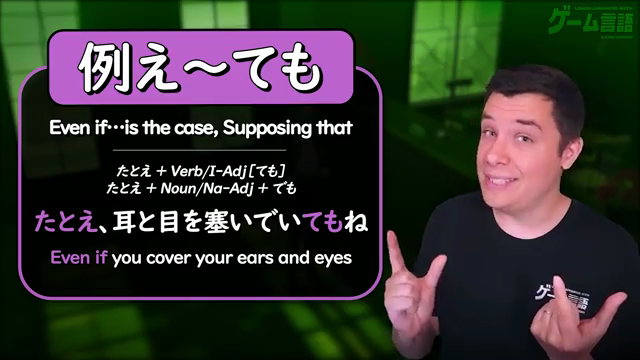 例え〜ても
Even if…is the case, Supposing that
たとえ + Verb/I-Adj[ても]
たとえ + Noun/Na-Adj + でも
たとえ、耳と目を塞いでいてもね
Even if you cover your ears and eyes
ゲーム言語
ゲーム言語